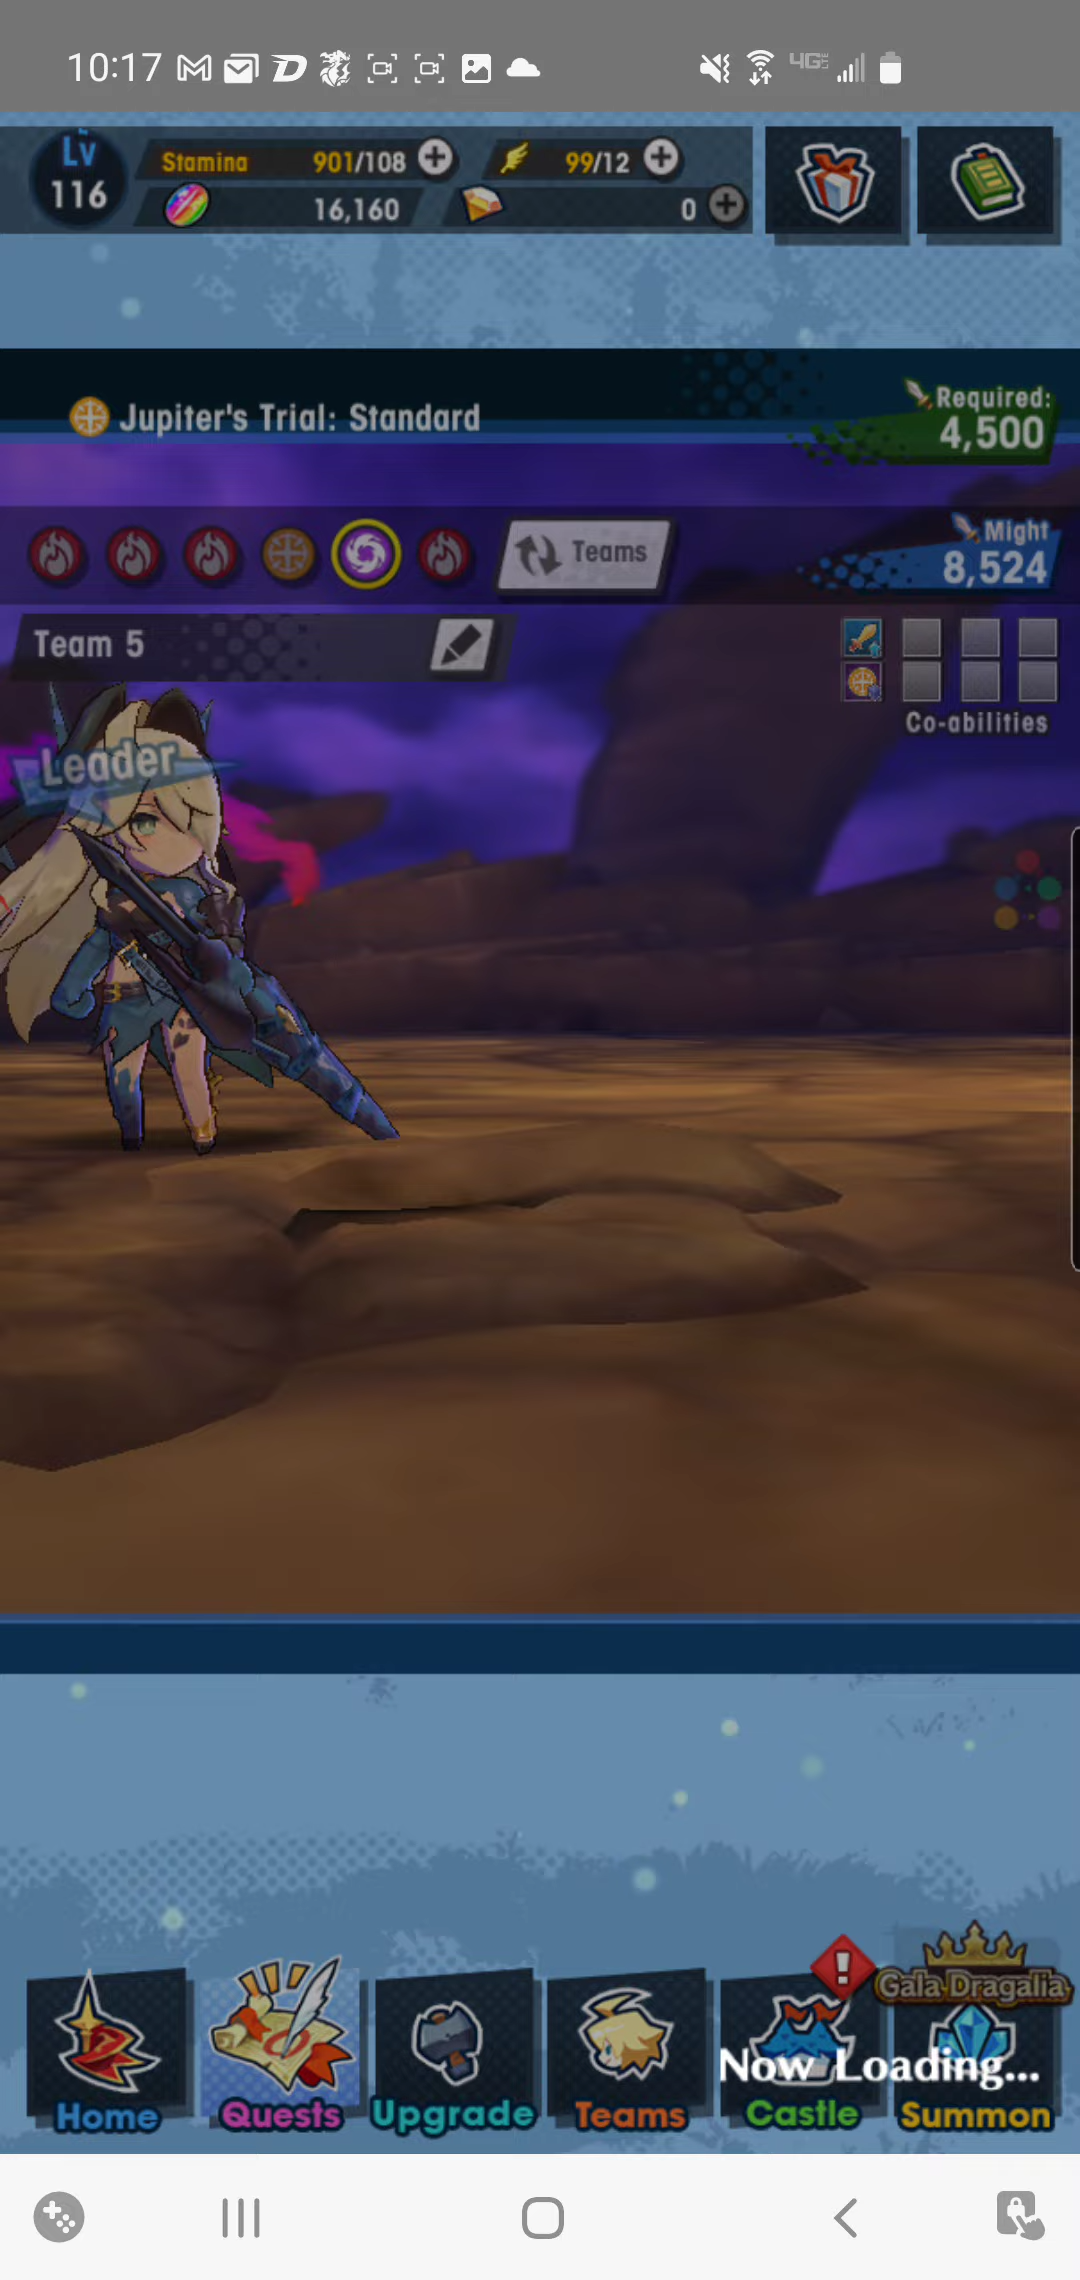 10:17
4G
Lv
116
Stamina 901/108
99/12
16,160
0
Jupiter's Trial: Standard
Required:
4,500
Teams
Might
8,524
Team 5
Co-abilities
Leader
Gala Dragalia
Now Loading...
Home
Quests
Upgrade
Teams
Castle
Summon